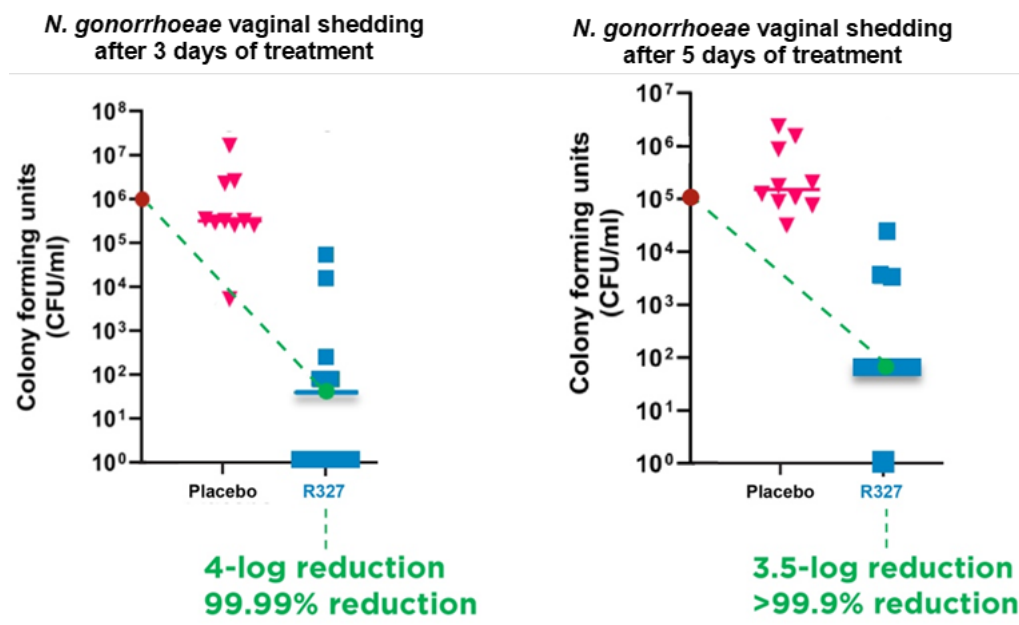 N. gonorrhoeae vaginal shedding
after 3 days of treatment
Colony forming units
(CFU/ml)
10⁸
10⁷
10⁶
10⁵
10⁴
10³
10²
10¹
10⁰
Placebo
R327
4-log reduction
99.99% reduction
N. gonorrhoeae vaginal shedding
after 5 days of treatment
Colony forming units
(CFU/ml)
10⁷
10⁶
10⁵
10⁴
10³
10²
10¹
10⁰
Placebo
R327
3.5-log reduction
>99.9% reduction